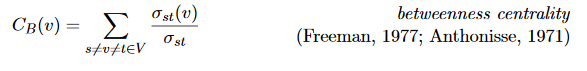 C_B(v) = \sum_{s \neq v \neq t \in V} \frac{\sigma_{st}(v)}{\sigma_{st}} betweenness centrality
(Freeman, 1977; Anthonisse, 1971)